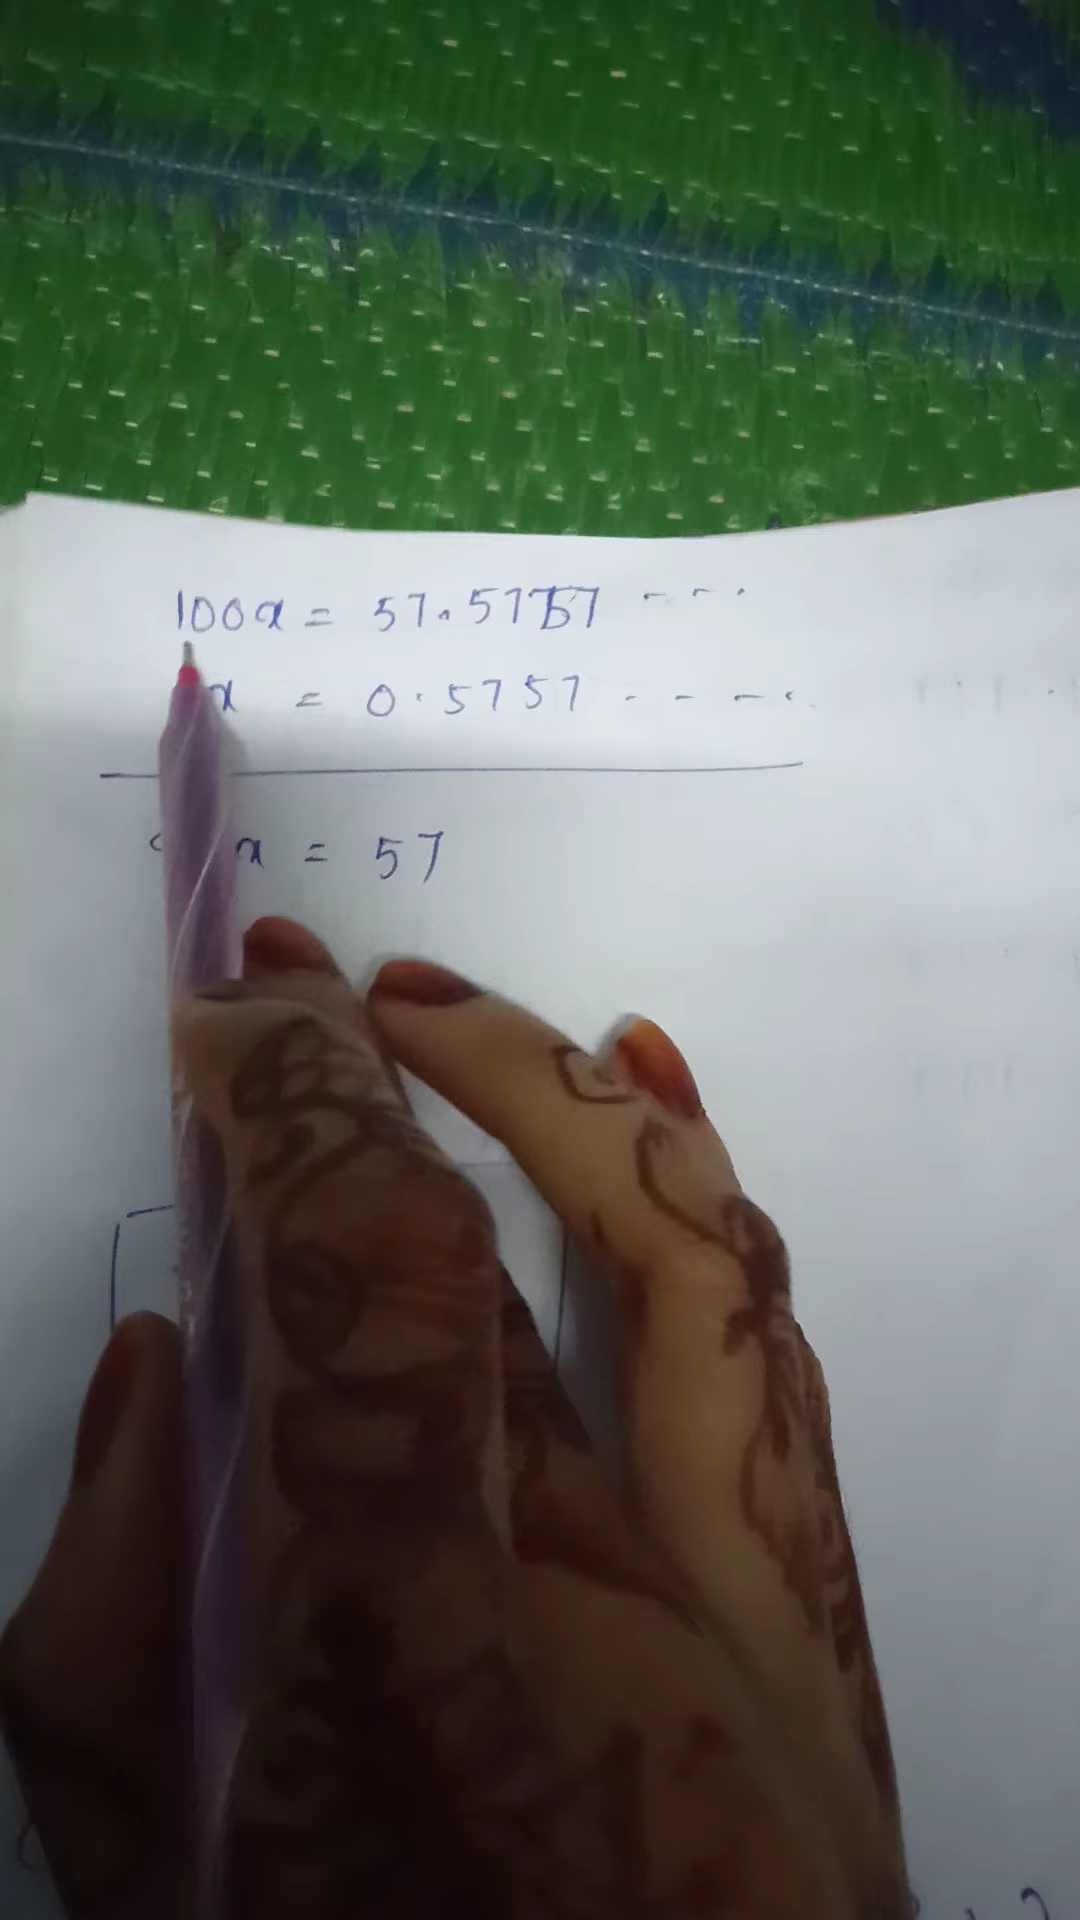 100x = 57.5757 - - -
x = 0.5757 - - - -
x = 57